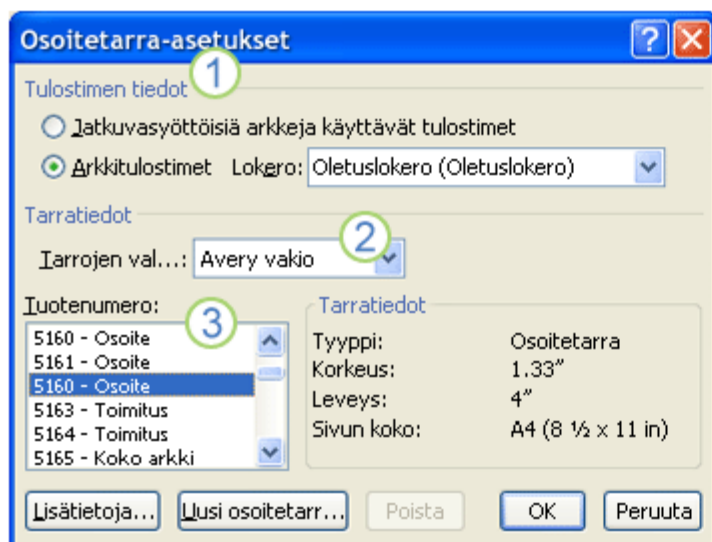 Osoitetarra-asetukset
1
Tulostimen tiedot
Jatkuvasyöttöisiä arkkeja käyttävät tulostimet
Arkkitulostimet Lokero: Oletuslokero (Oletuslokero)
Tarratiedot
2
Tarrojen val...: Avery vakio
Tuotenumero:
3
5160 - Osoite
5161 - Osoite
5160 - Osoite
5163 - Toimitus
5164 - Toimitus
5165 - Koko arkki
Tarratiedot
Tyyppi: Osoitetarra
Korkeus: 1.33"
Leveys: 4"
Sivun koko: A4 (8 ½ x 11 in)
Lisätietoja... Uusi osoitetarr... Poista OK Peruuta